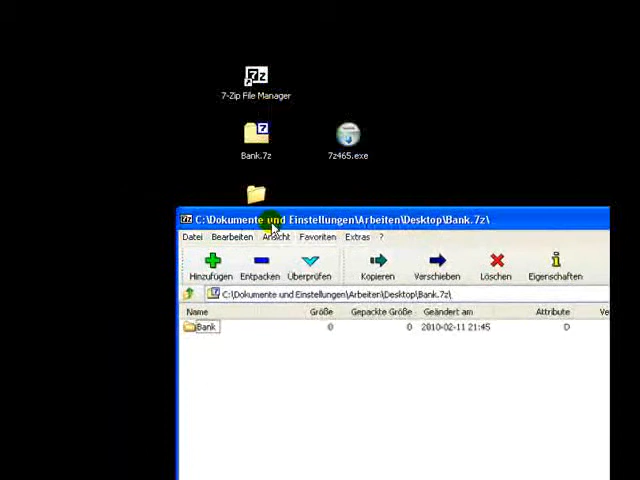 7-Zip File Manager
Bank.7z 7z465.exe
C:\Dokumente und Einstellungen\Arbeiten\Desktop\Bank.7z\
Datei Bearbeiten Ansicht Favoriten Extras ?
Hinzufügen Entpacken Überprüfen Kopieren Verschieben Löschen Eigenschaften
C:\Dokumente und Einstellungen\Arbeiten\Desktop\Bank.7z\
Name Größe Gepackte Größe Geändert am Attribute Ve
Bank 0 0 2010-02-11 21:45 D